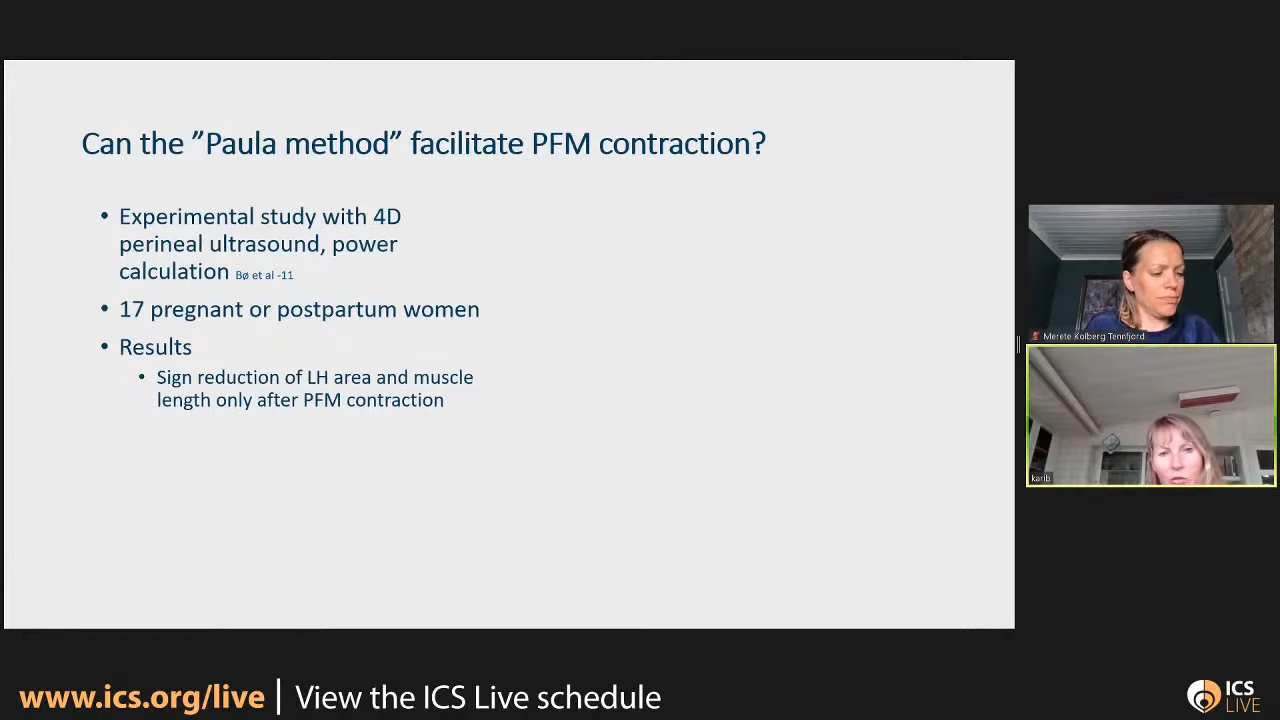 Can the ”Paula method” facilitate PFM contraction?
• Experimental study with 4D
perineal ultrasound, power
calculation Bø et al -11
• 17 pregnant or postpartum women
• Results
• Sign reduction of LH area and muscle
length only after PFM contraction
Merete Kolberg Tennfjord
karib
www.ics.org/live | View the ICS Live schedule
ICS
LIVE